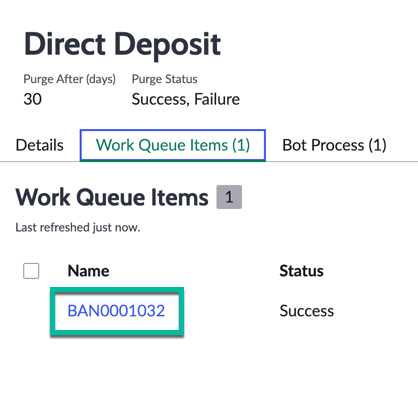 Direct Deposit
Purge After (days) Purge Status
30 Success, Failure
Details Work Queue Items (1) Bot Process (1)
Work Queue Items 1
Last refreshed just now.
Name Status
BAN0001032 Success